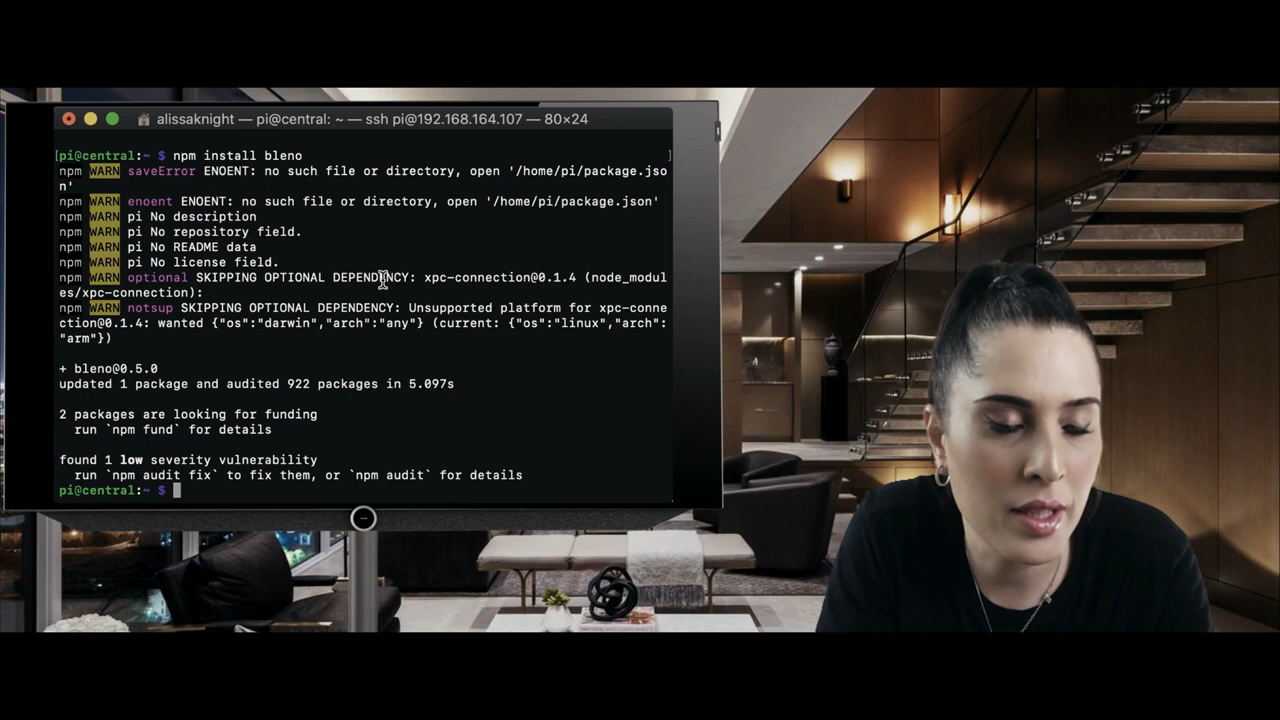 alissaknight — pi@central: ~ — ssh pi@192.168.164.107 — 80×24
[pi@central:~ $ npm install bleno ]
npm WARN saveError ENOENT: no such file or directory, open '/home/pi/package.jso
n'
npm WARN enoent ENOENT: no such file or directory, open '/home/pi/package.json'
npm WARN pi No description
npm WARN pi No repository field.
npm WARN pi No README data
npm WARN pi No license field.
npm WARN optional SKIPPING OPTIONAL DEPENDENCY: xpc-connection@0.1.4 (node_modul
es/xpc-connection):
npm WARN notsup SKIPPING OPTIONAL DEPENDENCY: Unsupported platform for xpc-conne
ction@0.1.4: wanted {"os":"darwin","arch":"any"} (current: {"os":"linux","arch":
"arm"})
+ bleno@0.5.0
updated 1 package and audited 922 packages in 5.097s
2 packages are looking for funding
run `npm fund` for details
found 1 low severity vulnerability
run `npm audit fix` to fix them, or `npm audit` for details
pi@central:~ $